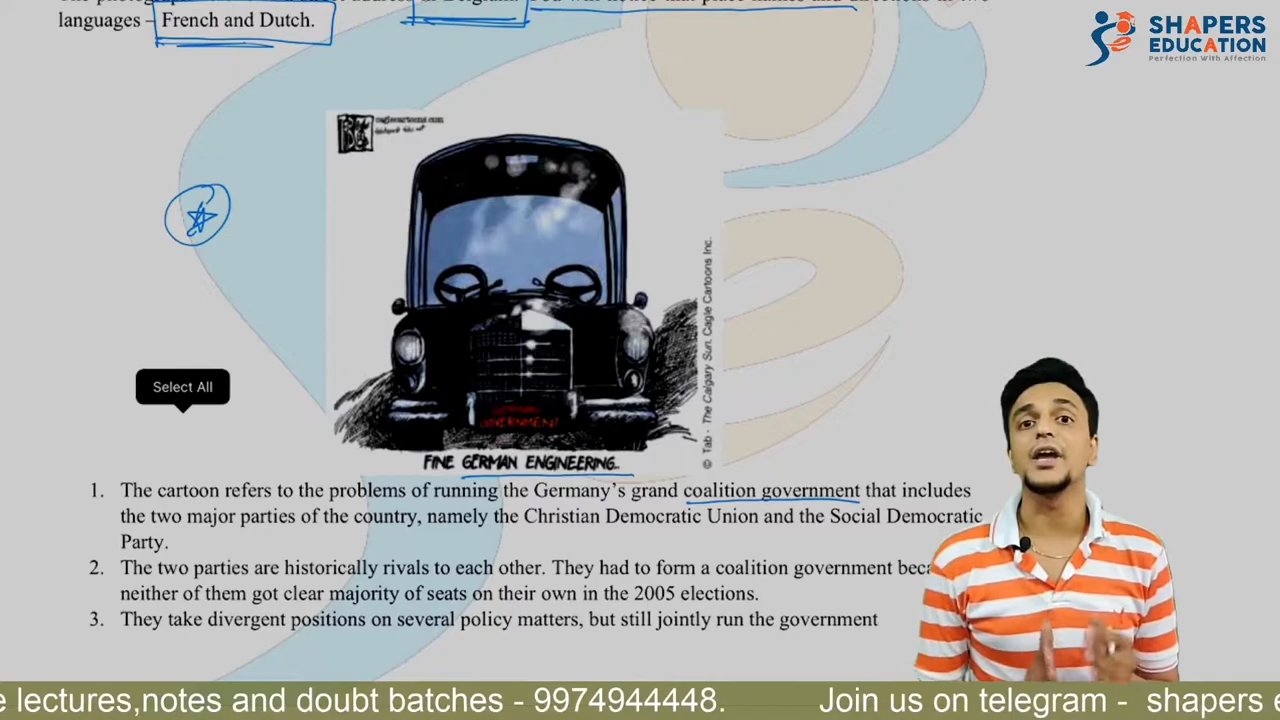 languages – French and Dutch.
SHAPERS
EDUCATION
Perfection With Affection
caglecartoons.com
© Tab - The Calgary Sun. Cagle Cartoons Inc.
Select All
GOVERNMENT
FINE GERMAN ENGINEERING..
1. The cartoon refers to the problems of running the Germany’s grand coalition government that includes
the two major parties of the country, namely the Christian Democratic Union and the Social Democratic
Party.
2. The two parties are historically rivals to each other. They had to form a coalition government
neither of them got clear majority of seats on their own in the 2005 elections.
3. They take divergent positions on several policy matters, but still jointly run the government
lectures,notes and doubt batches - 9974944448. Join us on telegram - shapers